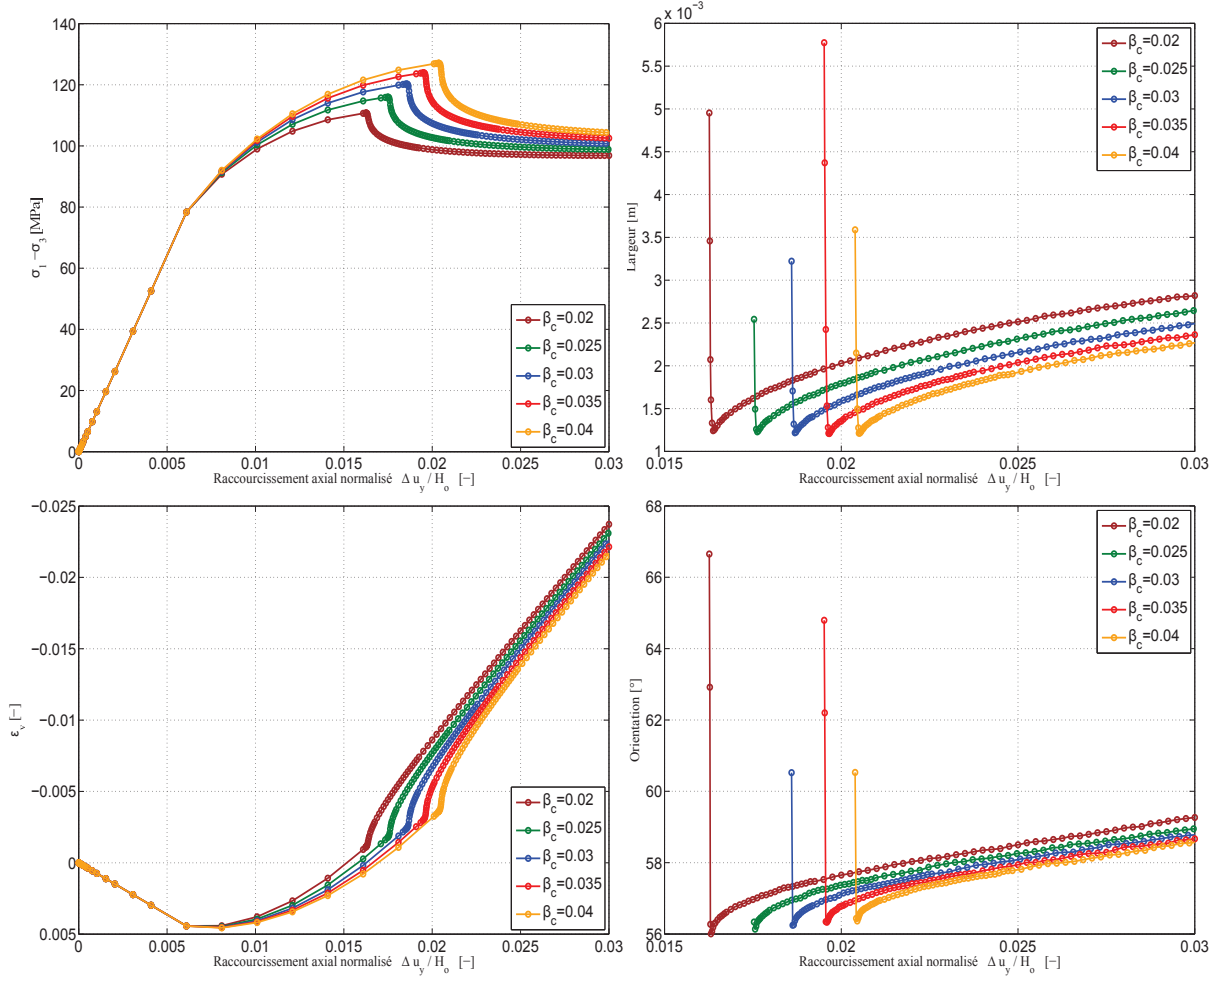 140
120
100
80
60
40
20
0
σ1−σ3 [MPa]
βc=0.02
βc=0.025
βc=0.03
βc=0.035
βc=0.04
0 0.005 0.01 0.015 0.02 0.025 0.03
Raccourcissement axial normalisé Δ uy / Ho [−]
x 10−3
6
5.5
5
4.5
4
3.5
3
2.5
2
1.5
1
Largeur [m]
βc=0.02
βc=0.025
βc=0.03
βc=0.035
βc=0.04
0.015 0.02 0.025 0.03
Raccourcissement axial normalisé Δ uy / Ho [−]
−0.025
−0.02
−0.015
−0.01
−0.005
0
0.005
εv [−]
βc=0.02
βc=0.025
βc=0.03
βc=0.035
βc=0.04
0 0.005 0.01 0.015 0.02 0.025 0.03
Raccourcissement axial normalisé Δ uy / Ho [−]
68
66
64
62
60
58
56
Orientation [°]
βc=0.02
βc=0.025
βc=0.03
βc=0.035
βc=0.04
0.015 0.02 0.025 0.03
Raccourcissement axial normalisé Δ uy / Ho [−]